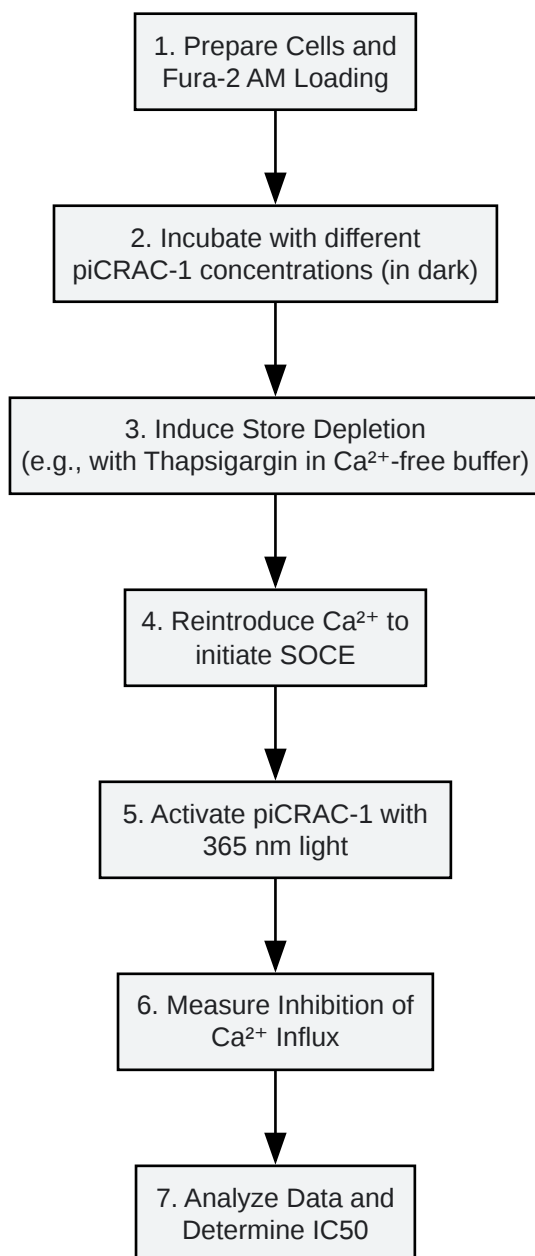 1. Prepare Cells and
Fura-2 AM Loading
2. Incubate with different
piCRAC-1 concentrations (in dark)
3. Induce Store Depletion
(e.g., with Thapsigargin in Ca²⁺-free buffer)
4. Reintroduce Ca²⁺ to
initiate SOCE
5. Activate piCRAC-1 with
365 nm light
6. Measure Inhibition of
Ca²⁺ Influx
7. Analyze Data and
Determine IC50